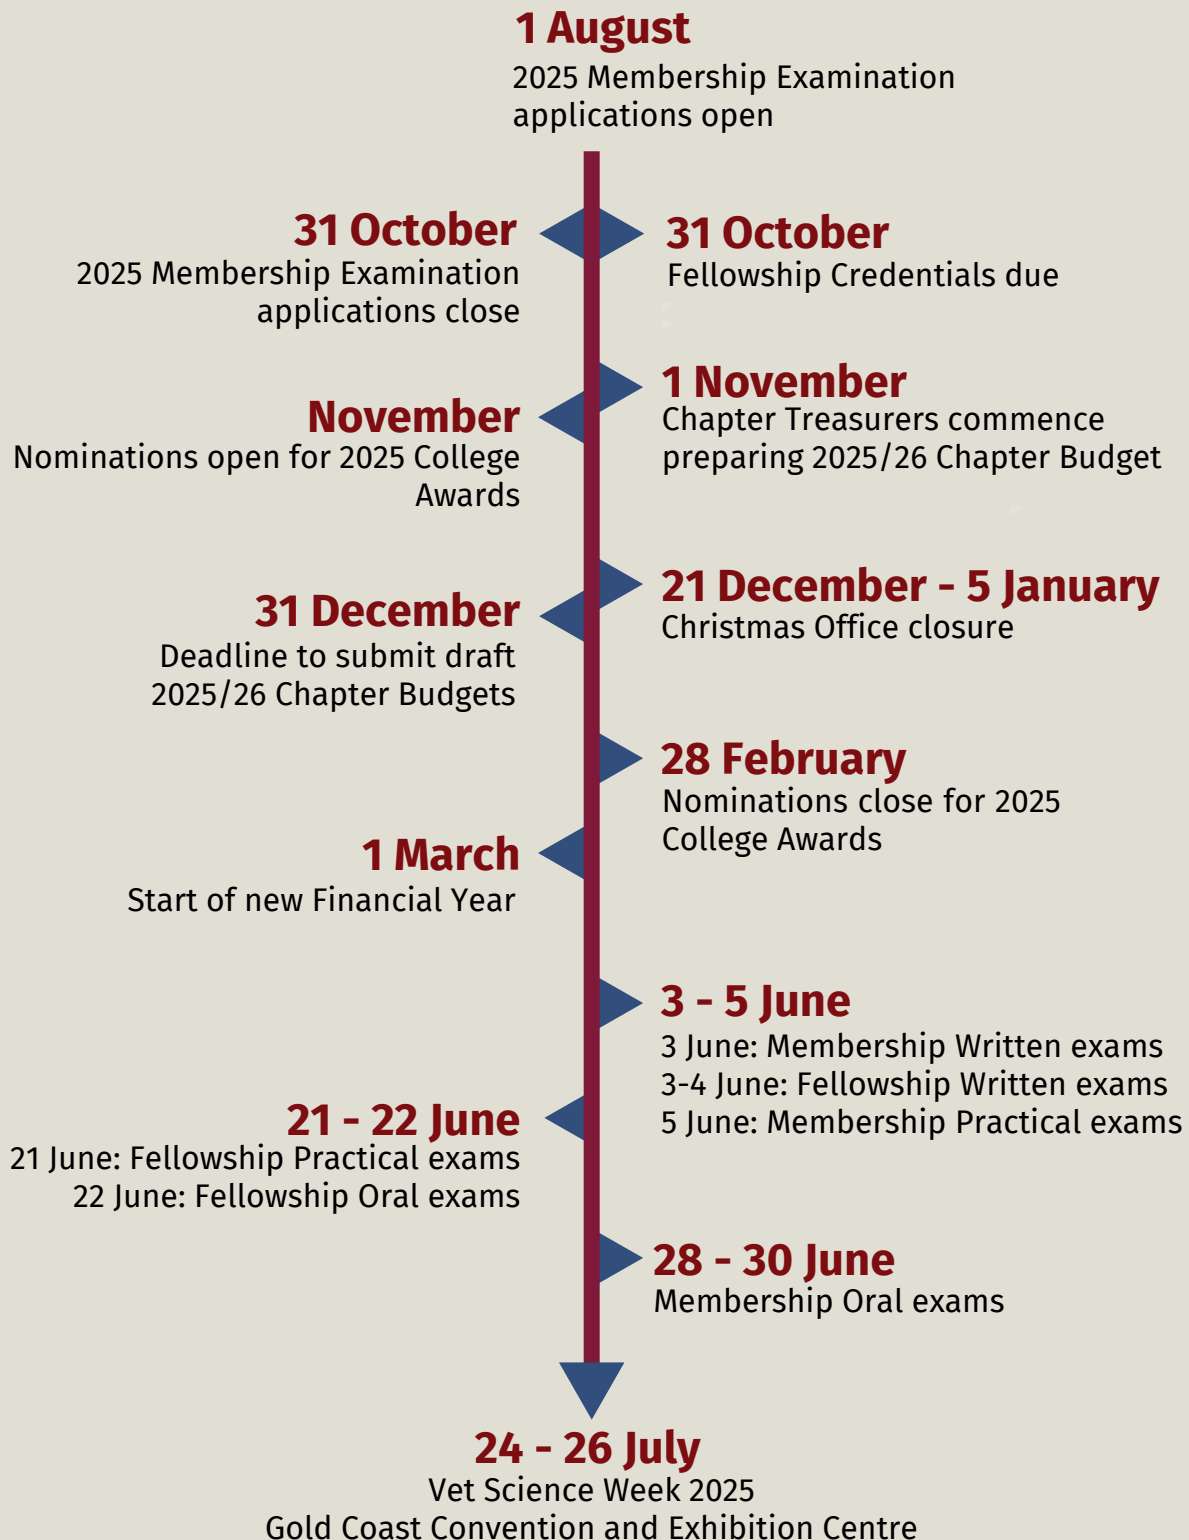 1 August
2025 Membership Examination
applications open
31 October
2025 Membership Examination
applications close
31 October
Fellowship Credentials due
1 November
Chapter Treasurers commence
preparing 2025/26 Chapter Budget
November
Nominations open for 2025 College
Awards
21 December - 5 January
Christmas Office closure
31 December
Deadline to submit draft
2025/26 Chapter Budgets
28 February
Nominations close for 2025
College Awards
1 March
Start of new Financial Year
3 - 5 June
3 June: Membership Written exams
3-4 June: Fellowship Written exams
5 June: Membership Practical exams
21 - 22 June
21 June: Fellowship Practical exams
22 June: Fellowship Oral exams
28 - 30 June
Membership Oral exams
24 - 26 July
Vet Science Week 2025
Gold Coast Convention and Exhibition Centre